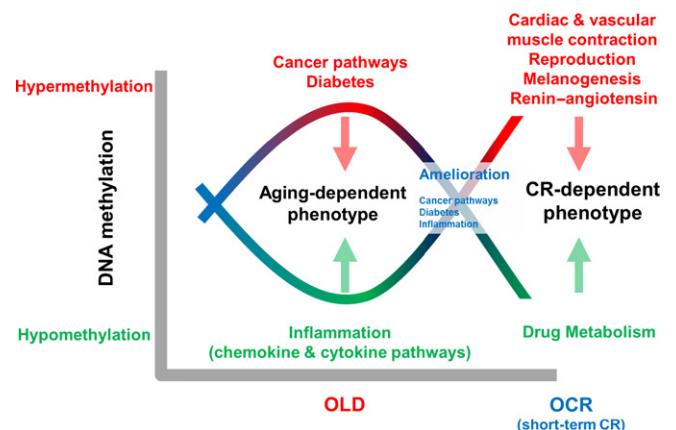 Cardiac & vascular
muscle contraction
Reproduction
Melanogenesis
Renin–angiotensin
Cancer pathways
Diabetes
Hypermethylation
DNA methylation
Aging-dependent
phenotype
Amelioration
Cancer pathways
Diabetes
Inflammation
CR-dependent
phenotype
Hypomethylation
Inflammation
(chemokine & cytokine pathways)
Drug Metabolism
OLD
OCR
(short-term CR)